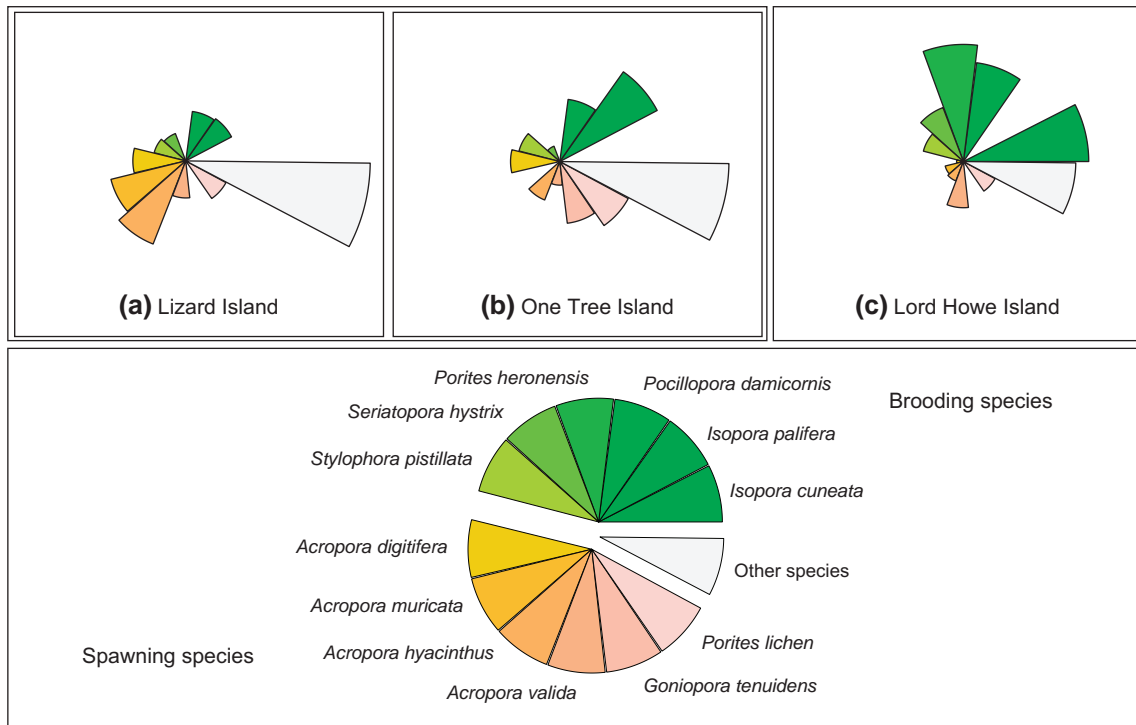 (a) Lizard Island
(b) One Tree Island
(c) Lord Howe Island
Porites heronensis
Pocillopora damicornis
Brooding species
Seriatopora hystrix
Isopora palifera
Stylophora pistillata
Isopora cuneata
Acropora digitifera
Other species
Acropora muricata
Porites lichen
Spawning species
Acropora hyacinthus
Goniopora tenuidens
Acropora valida